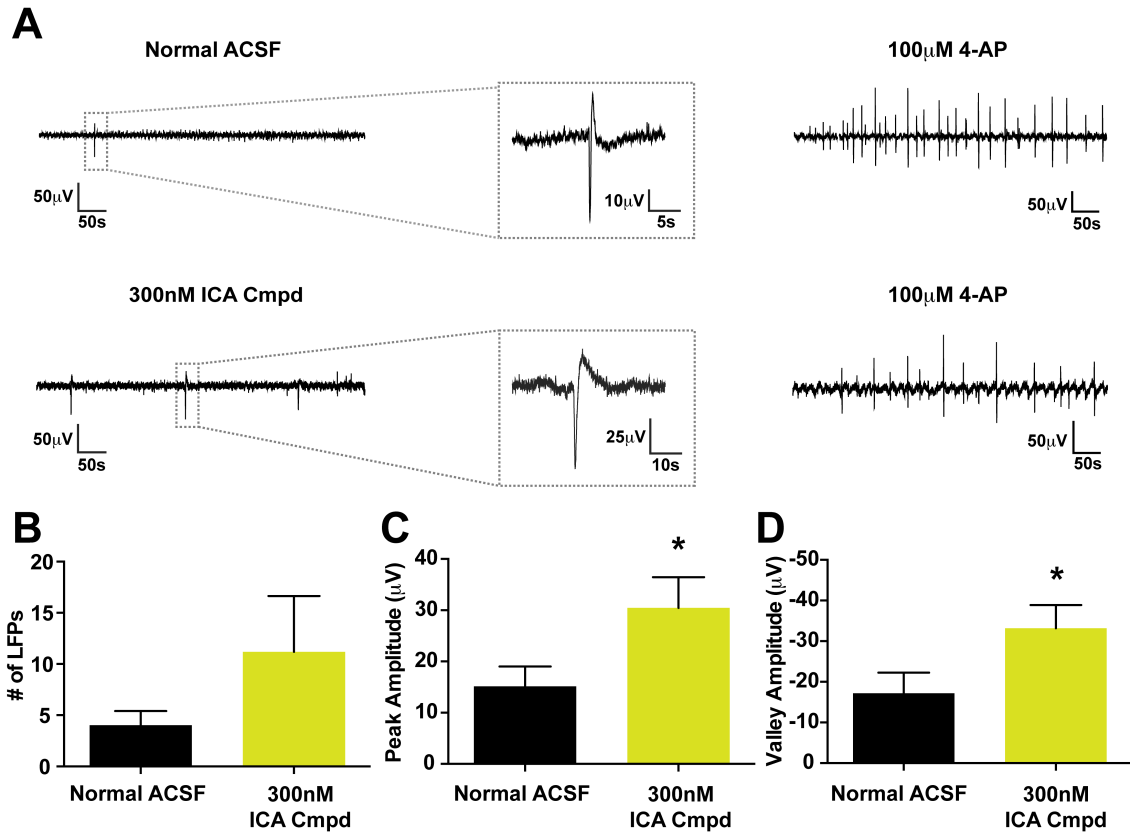 A
Normal ACSF
100μM 4-AP
50μV
50s
10μV
5s
50μV
50s
300nM ICA Cmpd
100μM 4-AP
50μV
50s
25μV
10s
50μV
50s
B
# of LFPs
20
15
10
5
0
Normal ACSF
300nM
ICA Cmpd
C
Peak Amplitude (μV)
40
30
20
10
0
*
Normal ACSF
300nM
ICA Cmpd
D
Valley Amplitude (μV)
-50
-40
-30
-20
-10
0
*
Normal ACSF
300nM
ICA Cmpd